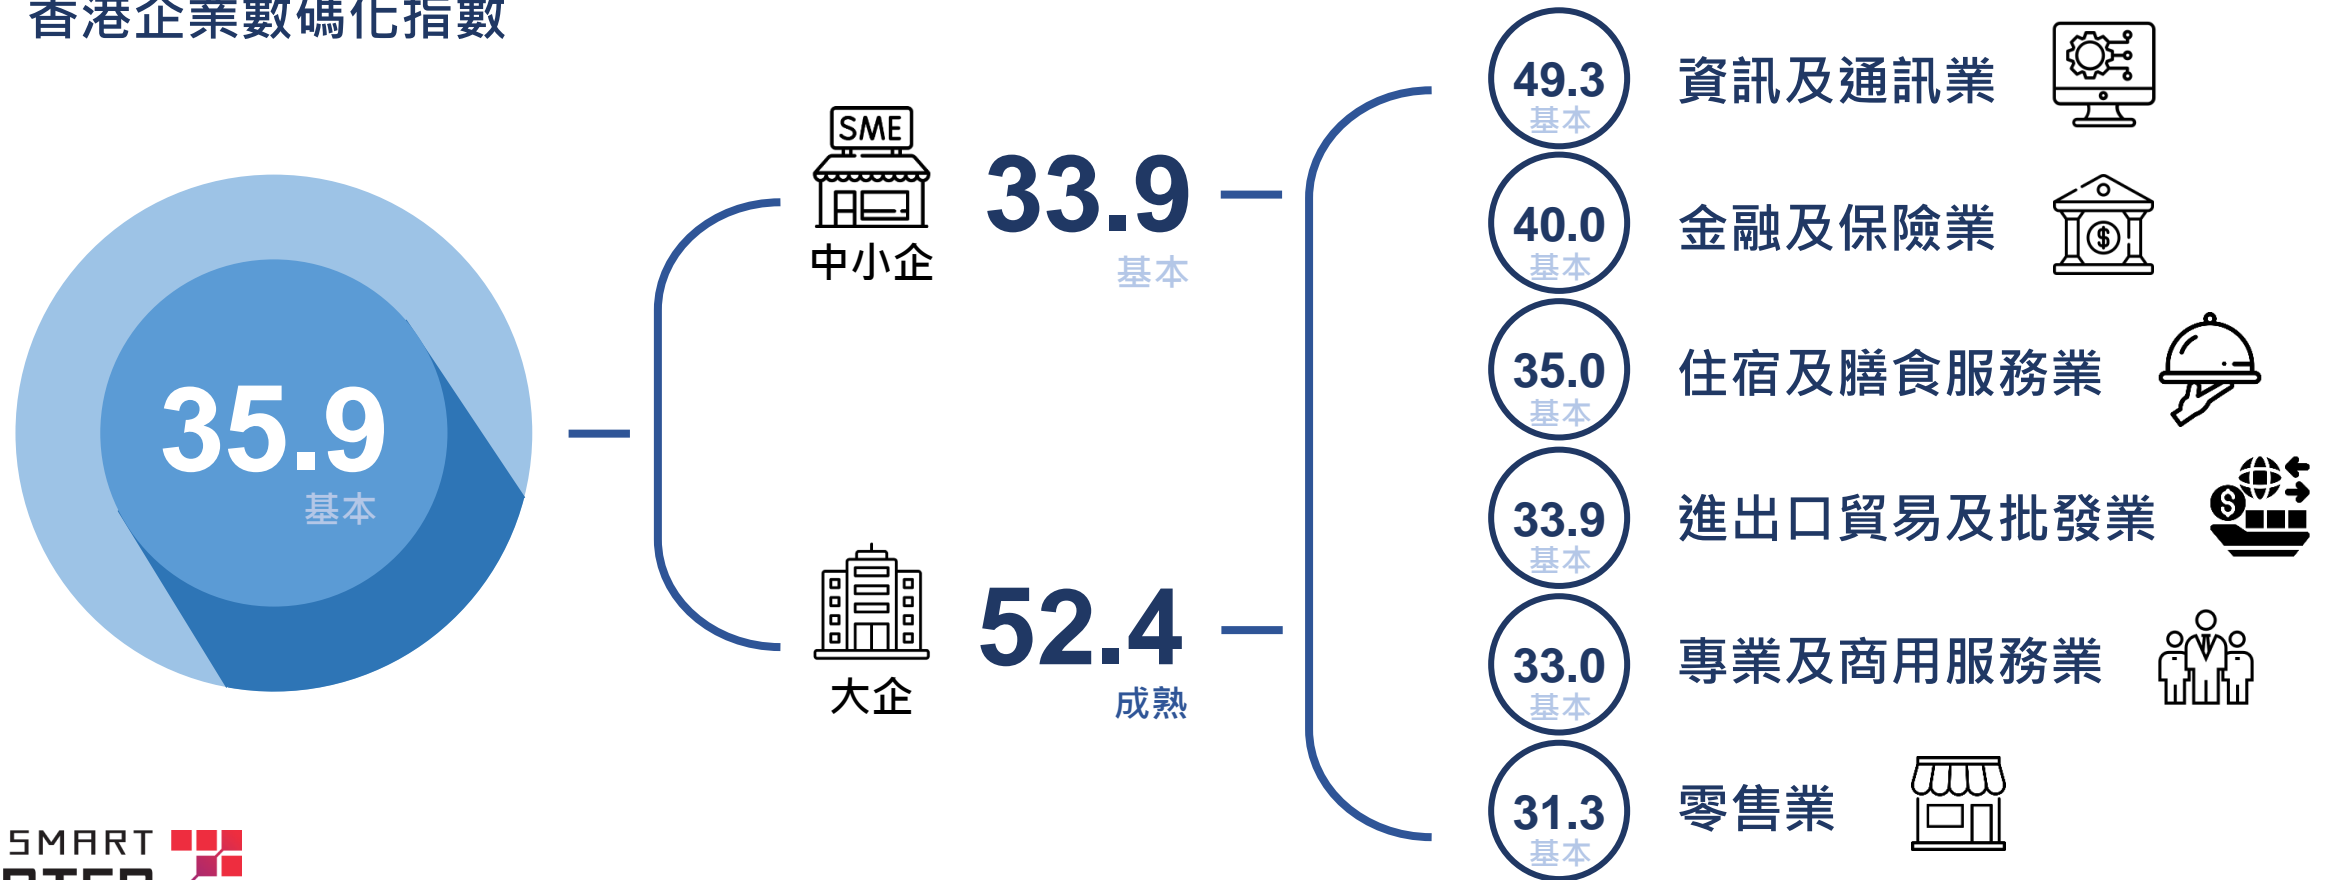 香港企業數碼化指數
35.9
基本
SME
中小企
33.9
基本
大企
52.4
成熟
49.3
基本
資訊及通訊業
40.0
基本
金融及保險業
35.0
基本
住宿及膳食服務業
33.9
基本
進出口貿易及批發業
33.0
基本
專業及商用服務業
31.3
基本
零售業
SMART